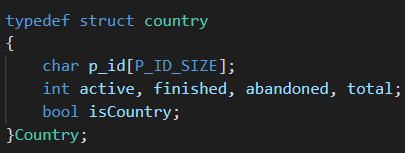 typedef struct country
{
    char p_id[P_ID_SIZE];
    int active, finished, abandoned, total;
    bool isCountry;
}Country;